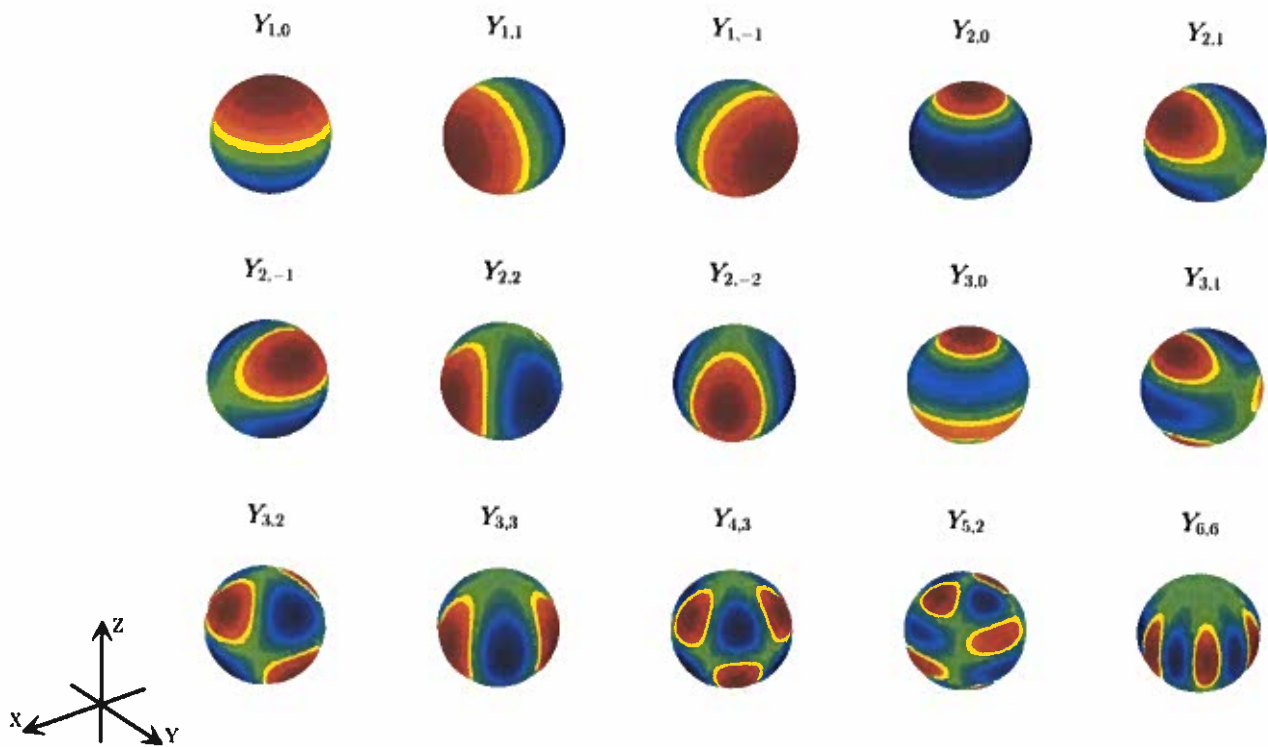 Y1,0 Y1,1 Y1,−1 Y2,0 Y2,1
Y2,−1 Y2,2 Y2,−2 Y3,0 Y3,1
Y3,2 Y3,3 Y4,3 Y5,2 Y6,6
Z
X
Y